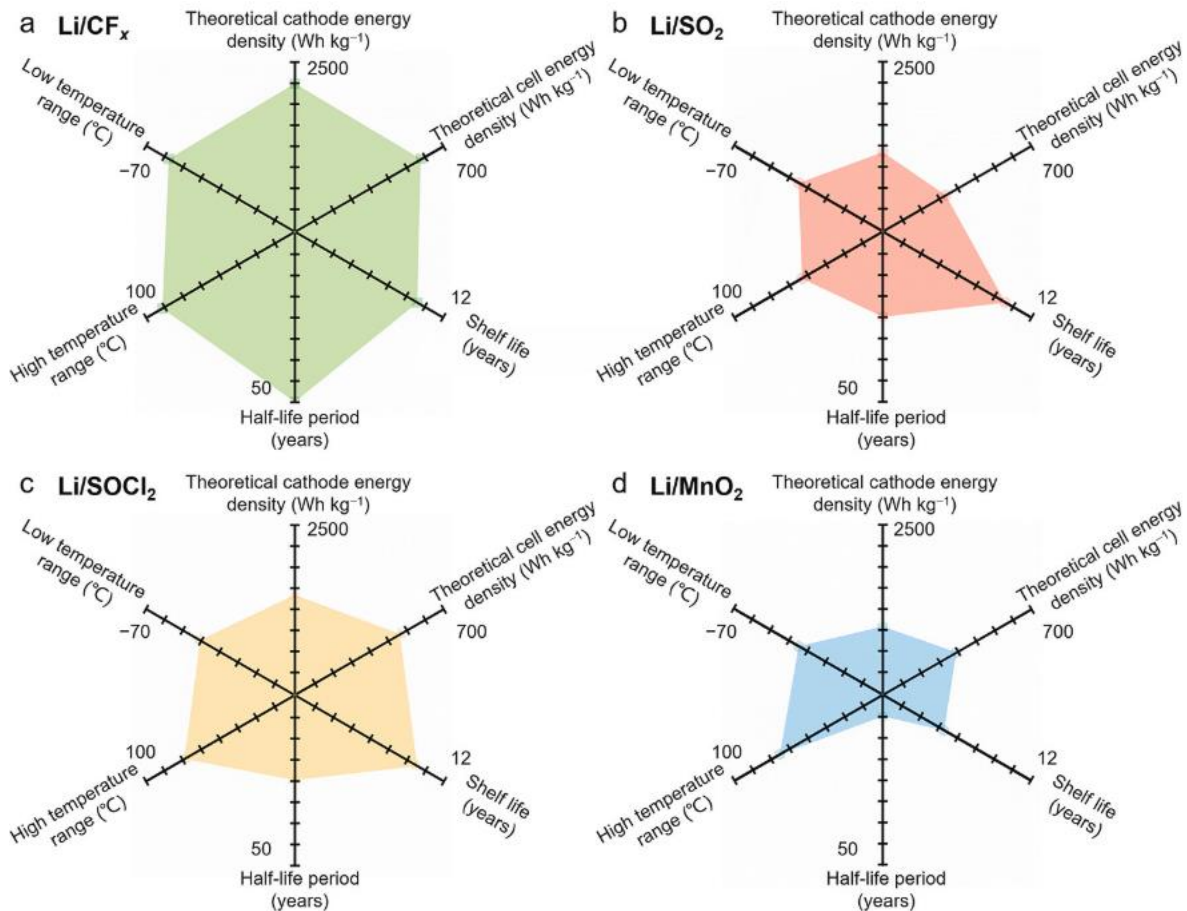 a Li/CFₓ
Theoretical cathode energy
density (Wh kg⁻¹)
2500
Theoretical cell energy
density (Wh kg⁻¹)
700
12
Shelf life
(years)
50
Half-life period
(years)
100
High temperature
range (℃)
Low temperature
range (℃)
−70
b Li/SO₂
Theoretical cathode energy
density (Wh kg⁻¹)
2500
Theoretical cell energy
density (Wh kg⁻¹)
700
12
Shelf life
(years)
50
Half-life period
(years)
100
High temperature
range (℃)
Low temperature
range (℃)
−70
c Li/SOCl₂
Theoretical cathode energy
density (Wh kg⁻¹)
2500
Theoretical cell energy
density (Wh kg⁻¹)
700
12
Shelf life
(years)
50
Half-life period
(years)
100
High temperature
range (℃)
Low temperature
range (℃)
−70
d Li/MnO₂
Theoretical cathode energy
density (Wh kg⁻¹)
2500
Theoretical cell energy
density (Wh kg⁻¹)
700
12
Shelf life
(years)
50
Half-life period
(years)
100
High temperature
range (℃)
Low temperature
range (℃)
−70